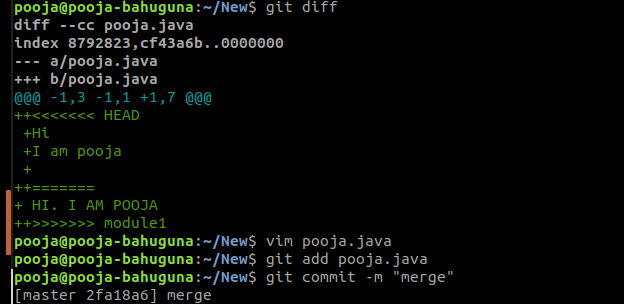 pooja@pooja-bahuguna:~/New$ git diff
diff --cc pooja.java
index 8792823,cf43a6b..0000000
--- a/pooja.java
+++ b/pooja.java
@@@ -1,3 -1,1 +1,7 @@@
++<<<<<<< HEAD
 +Hi
 +I am pooja
 +
++=======
+ HI. I AM POOJA
++>>>>>>> module1
pooja@pooja-bahuguna:~/New$ vim pooja.java
pooja@pooja-bahuguna:~/New$ git add pooja.java
pooja@pooja-bahuguna:~/New$ git commit -m "merge"
[master 2fa18a6] merge